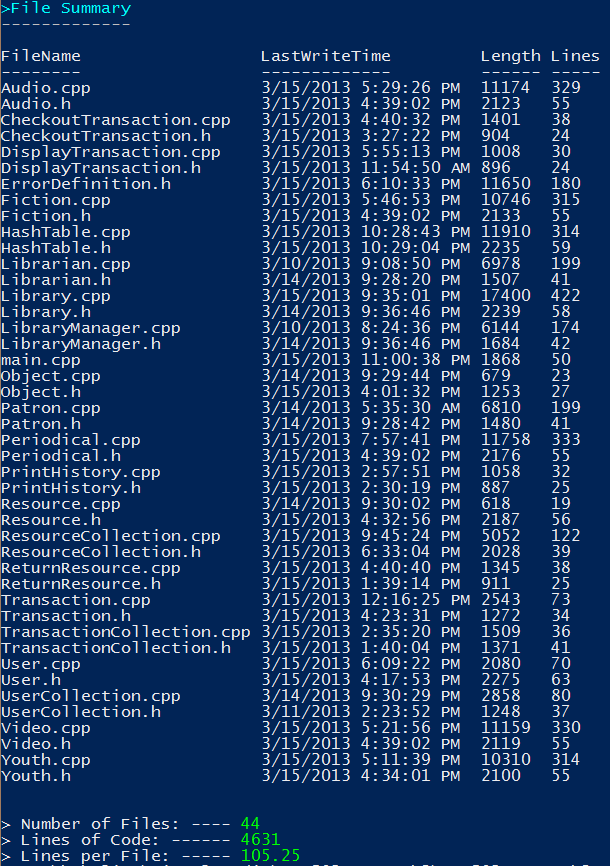 >File Summary
-------------
FileName LastWriteTime Length Lines
-------- ------------- ------ -----
Audio.cpp 3/15/2013 5:29:26 PM 11174 329
Audio.h 3/15/2013 4:39:02 PM 2123 55
CheckoutTransaction.cpp 3/15/2013 4:40:32 PM 1401 38
CheckoutTransaction.h 3/15/2013 3:27:22 PM 904 24
DisplayTransaction.cpp 3/15/2013 5:55:13 PM 1008 30
DisplayTransaction.h 3/15/2013 11:54:50 AM 896 24
ErrorDefinition.h 3/15/2013 6:10:33 PM 11650 180
Fiction.cpp 3/15/2013 5:46:53 PM 10746 315
Fiction.h 3/15/2013 4:39:02 PM 2133 55
HashTable.cpp 3/15/2013 10:28:43 PM 11910 314
HashTable.h 3/15/2013 10:29:04 PM 2235 59
Librarian.cpp 3/10/2013 9:08:50 PM 6978 199
Librarian.h 3/14/2013 9:28:20 PM 1507 41
Library.cpp 3/15/2013 9:35:01 PM 17400 422
Library.h 3/14/2013 9:36:46 PM 2239 58
LibraryManager.cpp 3/10/2013 8:24:36 PM 6144 174
LibraryManager.h 3/14/2013 9:36:46 PM 1684 42
main.cpp 3/15/2013 11:00:38 PM 1868 50
Object.cpp 3/14/2013 9:29:44 PM 679 23
Object.h 3/15/2013 4:01:32 PM 1253 27
Patron.cpp 3/14/2013 5:35:30 AM 6810 199
Patron.h 3/14/2013 9:28:42 PM 1480 41
Periodical.cpp 3/15/2013 7:57:41 PM 11758 333
Periodical.h 3/15/2013 4:39:02 PM 2176 55
PrintHistory.cpp 3/15/2013 2:57:51 PM 1058 32
PrintHistory.h 3/15/2013 2:30:19 PM 887 25
Resource.cpp 3/14/2013 9:30:02 PM 618 19
Resource.h 3/15/2013 4:32:56 PM 2187 56
ResourceCollection.cpp 3/15/2013 9:45:24 PM 5052 122
ResourceCollection.h 3/15/2013 6:33:04 PM 2028 39
ReturnResource.cpp 3/15/2013 4:40:40 PM 1345 38
ReturnResource.h 3/15/2013 1:39:14 PM 911 25
Transaction.cpp 3/15/2013 12:16:25 PM 2543 73
Transaction.h 3/15/2013 4:23:31 PM 1272 34
TransactionCollection.cpp 3/15/2013 2:35:20 PM 1509 36
TransactionCollection.h 3/15/2013 1:40:04 PM 1371 41
User.cpp 3/15/2013 6:09:22 PM 2080 70
User.h 3/15/2013 4:17:53 PM 2275 63
UserCollection.cpp 3/14/2013 9:30:29 PM 2858 80
UserCollection.h 3/11/2013 2:23:52 PM 1248 37
Video.cpp 3/15/2013 5:21:56 PM 11159 330
Video.h 3/15/2013 4:39:02 PM 2119 55
Youth.cpp 3/15/2013 5:11:39 PM 10310 314
Youth.h 3/15/2013 4:34:01 PM 2100 55
> Number of Files: ---- 44
> Lines of Code: ------ 4631
> Lines per File: ----- 105.25